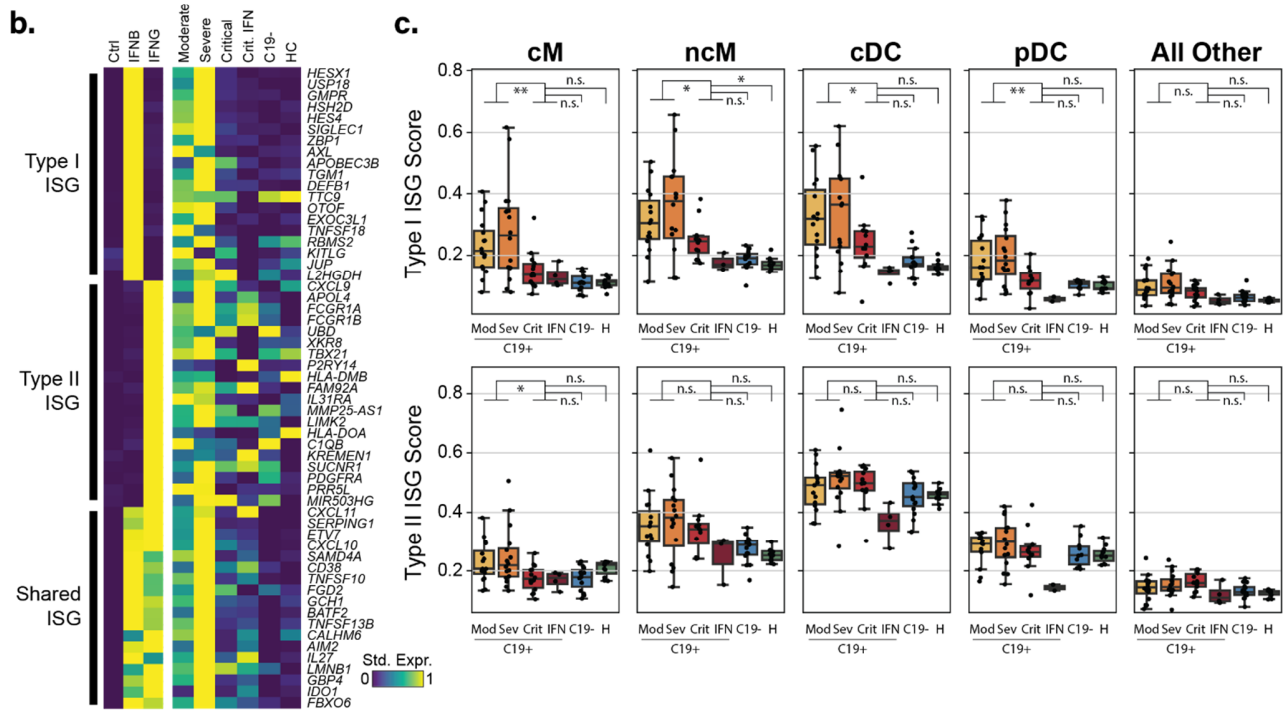 b.
Ctrl
IFNB
IFNG
Moderate
Severe
Critical
Crit. IFN
C19-
HC
Type I
ISG
Type II
ISG
Shared
ISG
HESX1
USP18
GMPR
HSH2D
HES4
SIGLEC1
ZBP1
AXL
APOBEC3B
TGM1
DEFB1
TTC9
OTOF
EXOC3L1
TNFSF18
RBMS2
KITLG
JUP
L2HGDH
CXCL9
APOL4
FCGR1A
FCGR1B
UBD
XKR8
TBX21
P2RY14
HLA-DMB
FAM92A
IL31RA
MMP25-AS1
LIMK2
HLA-DOA
C1QB
KREMEN1
SUCNR1
PDGFRA
PRR5L
MIR503HG
CXCL11
SERPING1
ETV7
CXCL10
SAMD4A
CD38
TNFSF10
FGD2
GCH1
BATF2
TNFSF13B
CALHM6
AIM2
IL27
LMNB1
GBP4
IDO1
FBXO6
Std. Expr.
0 1
c.
cM ncM cDC pDC All Other
Type I ISG Score
0.8
0.6
0.4
0.2
n.s. * n.s. n.s. n.s.
** * * ** n.s.
n.s. n.s. n.s. n.s. n.s.
Mod Sev Crit IFN C19- H Mod Sev Crit IFN C19- H Mod Sev Crit IFN C19- H Mod Sev Crit IFN C19- H Mod Sev Crit IFN C19- H
C19+ C19+ C19+ C19+ C19+
Type II ISG Score
0.8
0.6
0.4
0.2
n.s. n.s. n.s. n.s. n.s.
* n.s. n.s. n.s. n.s.
n.s. n.s. n.s. n.s. n.s.
Mod Sev Crit IFN C19- H Mod Sev Crit IFN C19- H Mod Sev Crit IFN C19- H Mod Sev Crit IFN C19- H Mod Sev Crit IFN C19- H
C19+ C19+ C19+ C19+ C19+